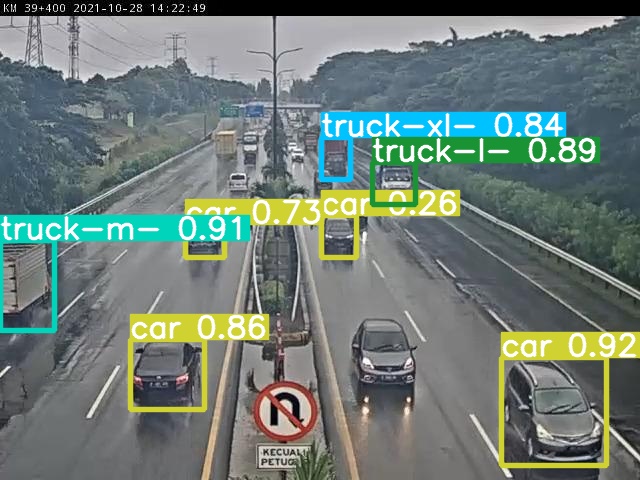 KM 39+400 2021-10-28 14:22:49
truck-xl- 0.84
truck-l- 0.89
car 0.73
car 0.26
truck-m- 0.91
car 0.86
car 0.92
KECUALI
PETUG